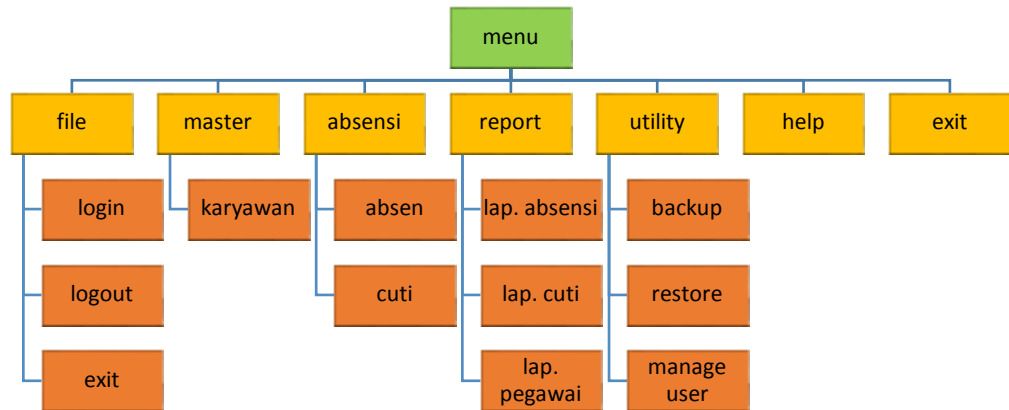 menu
file
master
absensi
report
utility
help
exit
login
karyawan
absen
lap. absensi
backup
logout
cuti
lap. cuti
restore
exit
lap.
pegawai
manage
user